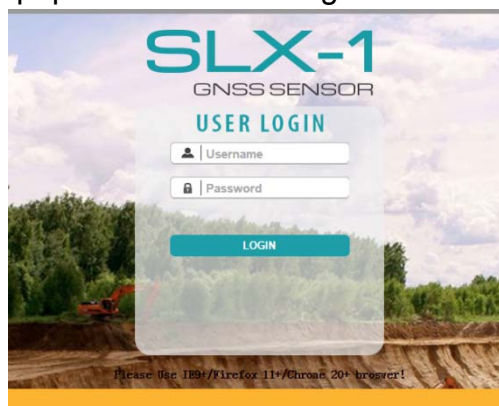 SLX-1
GNSS SENSOR
USER LOGIN
Username
Password
LOGIN
Please Use IE9+/Firefox 11+/Chrome 20+ broswer!